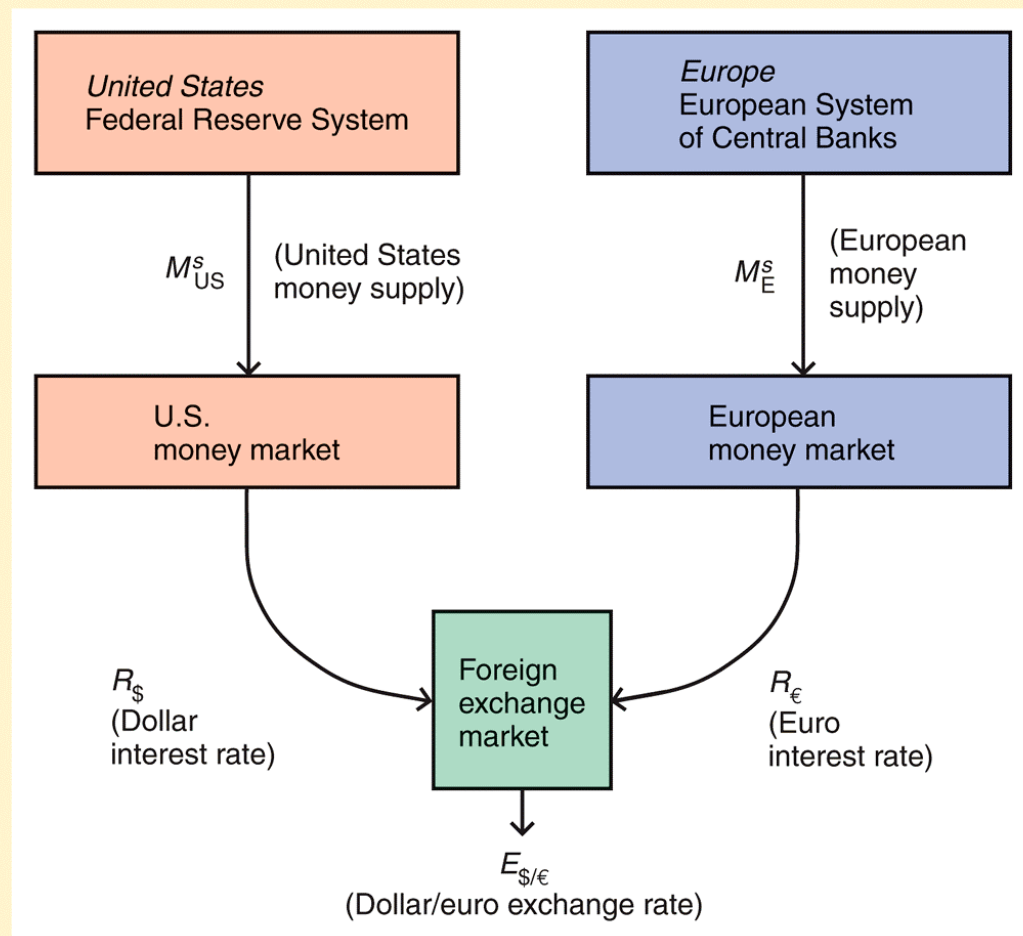 United States
Federal Reserve System
Europe
European System
of Central Banks
M^s_US
(United States
money supply)
M^s_E
(European
money
supply)
U.S.
money market
European
money market
R_$
(Dollar
interest rate)
Foreign
exchange
market
R_€
(Euro
interest rate)
E_$/€
(Dollar/euro exchange rate)